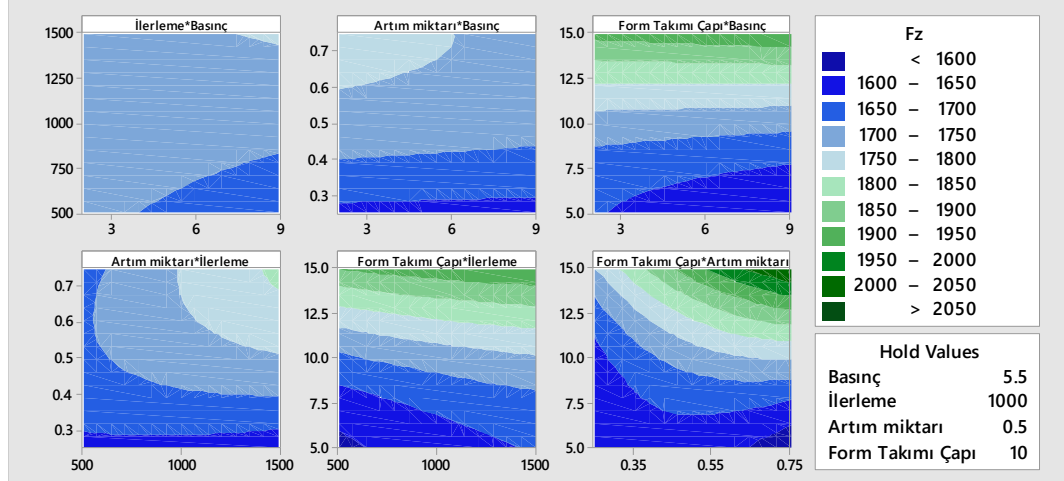 İlerleme*Basınç
1500
1250
1000
750
500
3 6 9
Artım miktarı*Basınç
0.7
0.6
0.5
0.4
0.3
3 6 9
Form Takımı Çapı*Basınç
15.0
12.5
10.0
7.5
5.0
3 6 9
Artım miktarı*İlerleme
0.7
0.6
0.5
0.4
0.3
500 1000 1500
Form Takımı Çapı*İlerleme
15.0
12.5
10.0
7.5
5.0
500 1000 1500
Form Takımı Çapı*Artım miktarı
15.0
12.5
10.0
7.5
5.0
0.35 0.55 0.75
Fz
< 1600
1600 – 1650
1650 – 1700
1700 – 1750
1750 – 1800
1800 – 1850
1850 – 1900
1900 – 1950
1950 – 2000
2000 – 2050
> 2050
Hold Values
Basınç 5.5
İlerleme 1000
Artım miktarı 0.5
Form Takımı Çapı 10